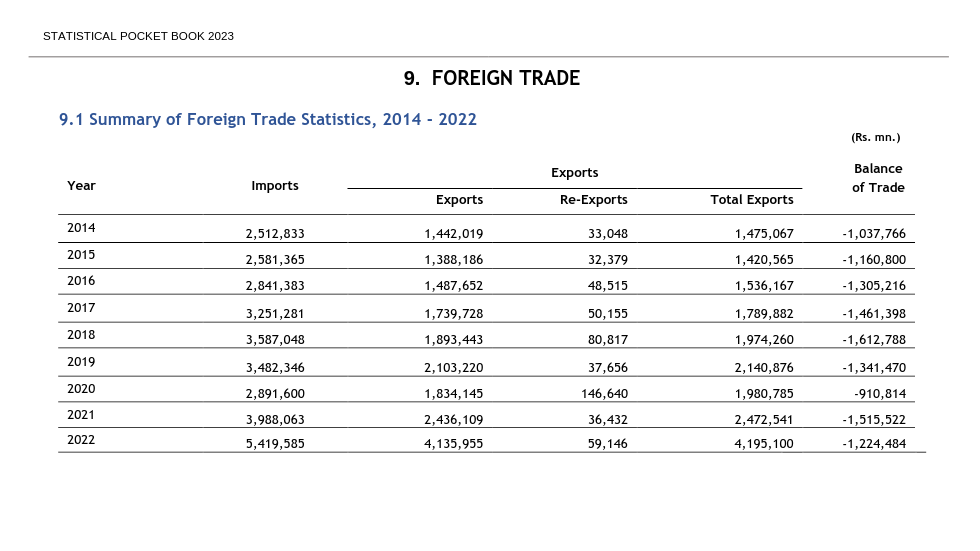 STATISTICAL POCKET BOOK 2023
9. FOREIGN TRADE
9.1 Summary of Foreign Trade Statistics, 2014 - 2022
(Rs. mn.)
Year Imports Exports Balance of Trade
Exports Re-Exports Total Exports
2014 2,512,833 1,442,019 33,048 1,475,067 -1,037,766
2015 2,581,365 1,388,186 32,379 1,420,565 -1,160,800
2016 2,841,383 1,487,652 48,515 1,536,167 -1,305,216
2017 3,251,281 1,739,728 50,155 1,789,882 -1,461,398
2018 3,587,048 1,893,443 80,817 1,974,260 -1,612,788
2019 3,482,346 2,103,220 37,656 2,140,876 -1,341,470
2020 2,891,600 1,834,145 146,640 1,980,785 -910,814
2021 3,988,063 2,436,109 36,432 2,472,541 -1,515,522
2022 5,419,585 4,135,955 59,146 4,195,100 -1,224,484